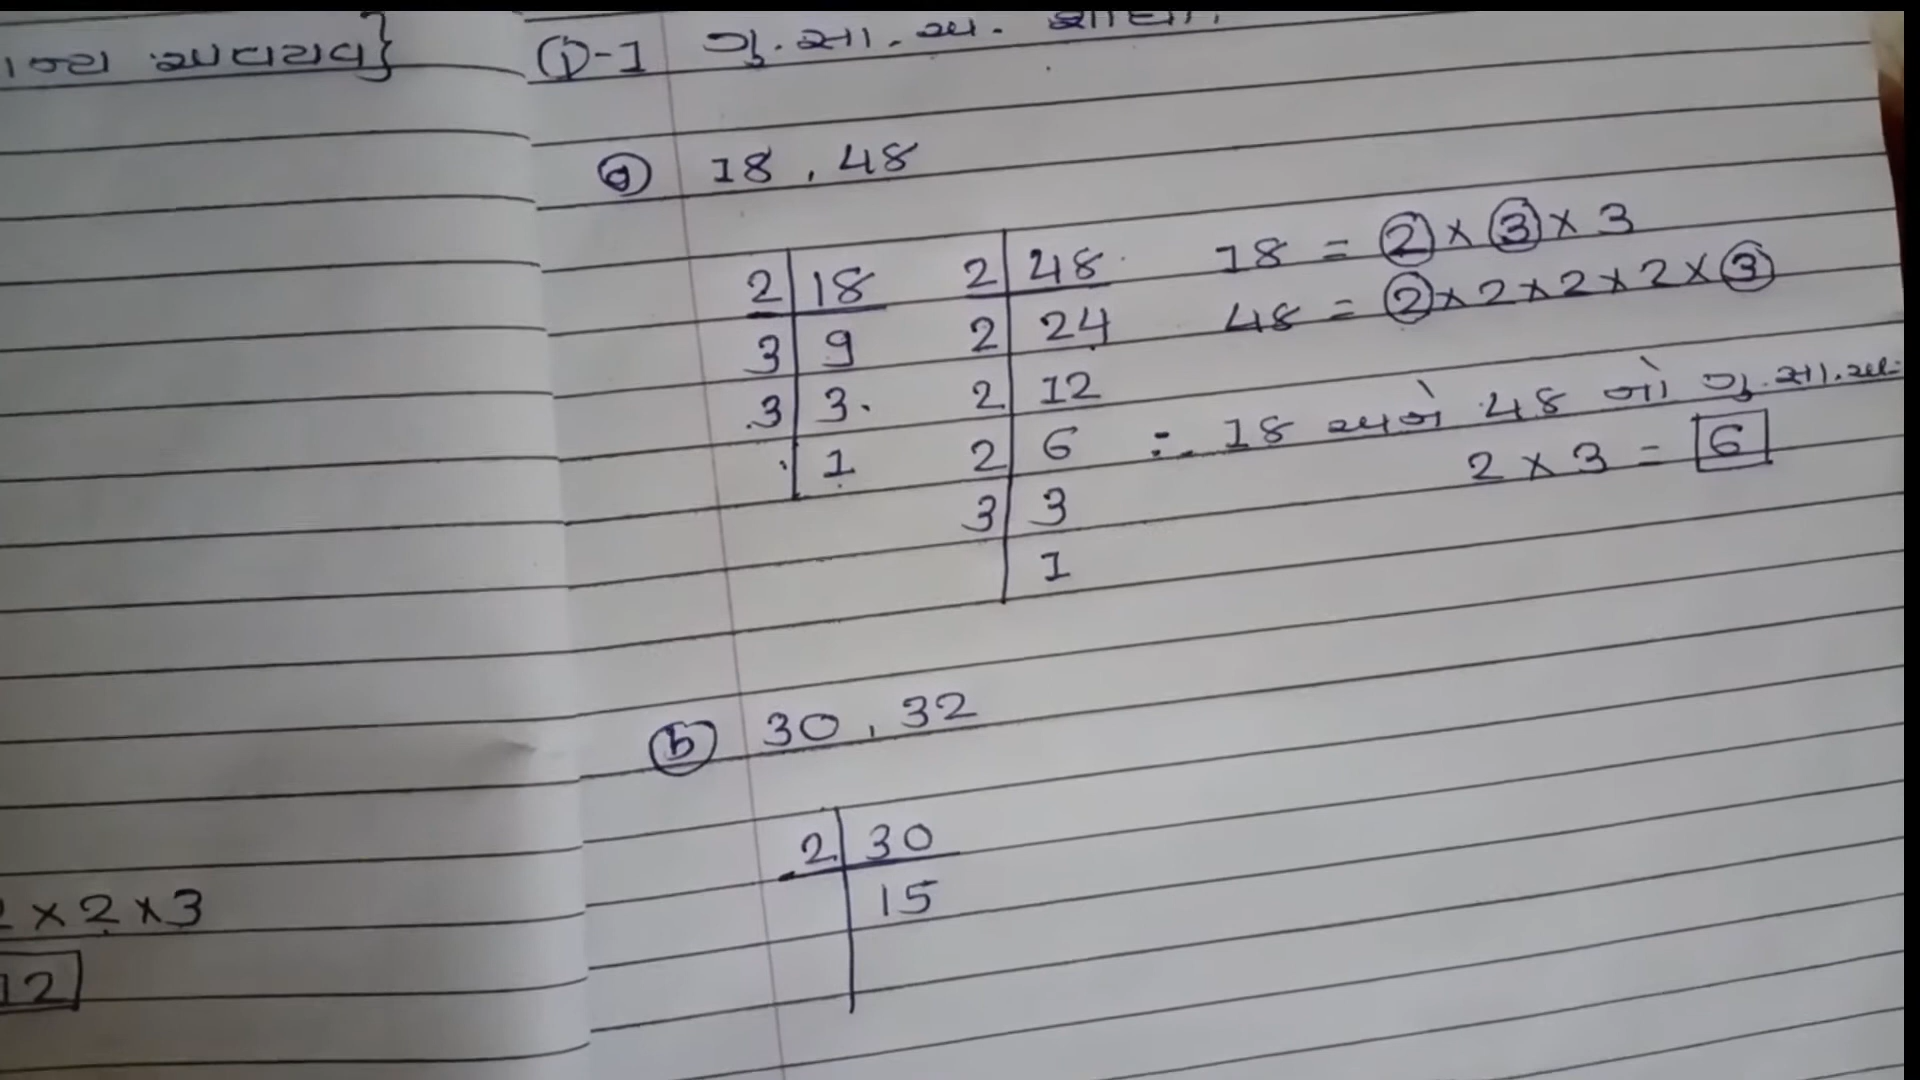 અવયવ}
2 × 3
12
Q-1 ગુ.સા.અ. શોધો.
(a) 18, 48
2 | 18
3 | 9
3 | 3
1
2 | 48
2 | 24
2 | 12
2 | 6
3 | 3
1
18 = 2 × 3 × 3
48 = 2 × 2 × 2 × 2 × 3
∴ 18 અને 48 નો ગુ.સા.અ.
2 × 3 = 6
(b) 30, 32
2 | 30
15